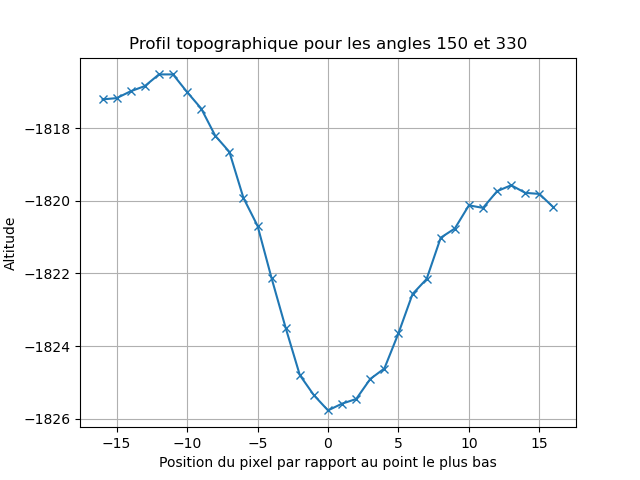 Profil topographique pour les angles 150 et 330
Altitude
−1818
−1820
−1822
−1824
−1826
−15 −10 −5 0 5 10 15
Position du pixel par rapport au point le plus bas